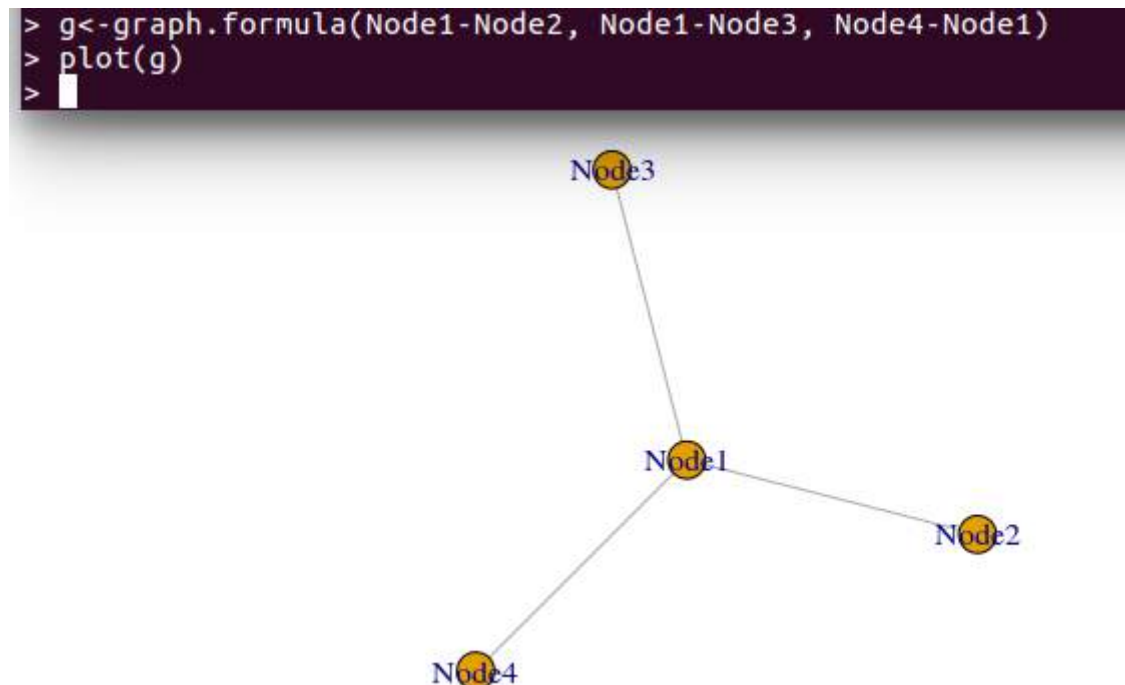 > g<-graph.formula(Node1-Node2, Node1-Node3, Node4-Node1)
> plot(g)
>
Node3
Node1
Node2
Node4